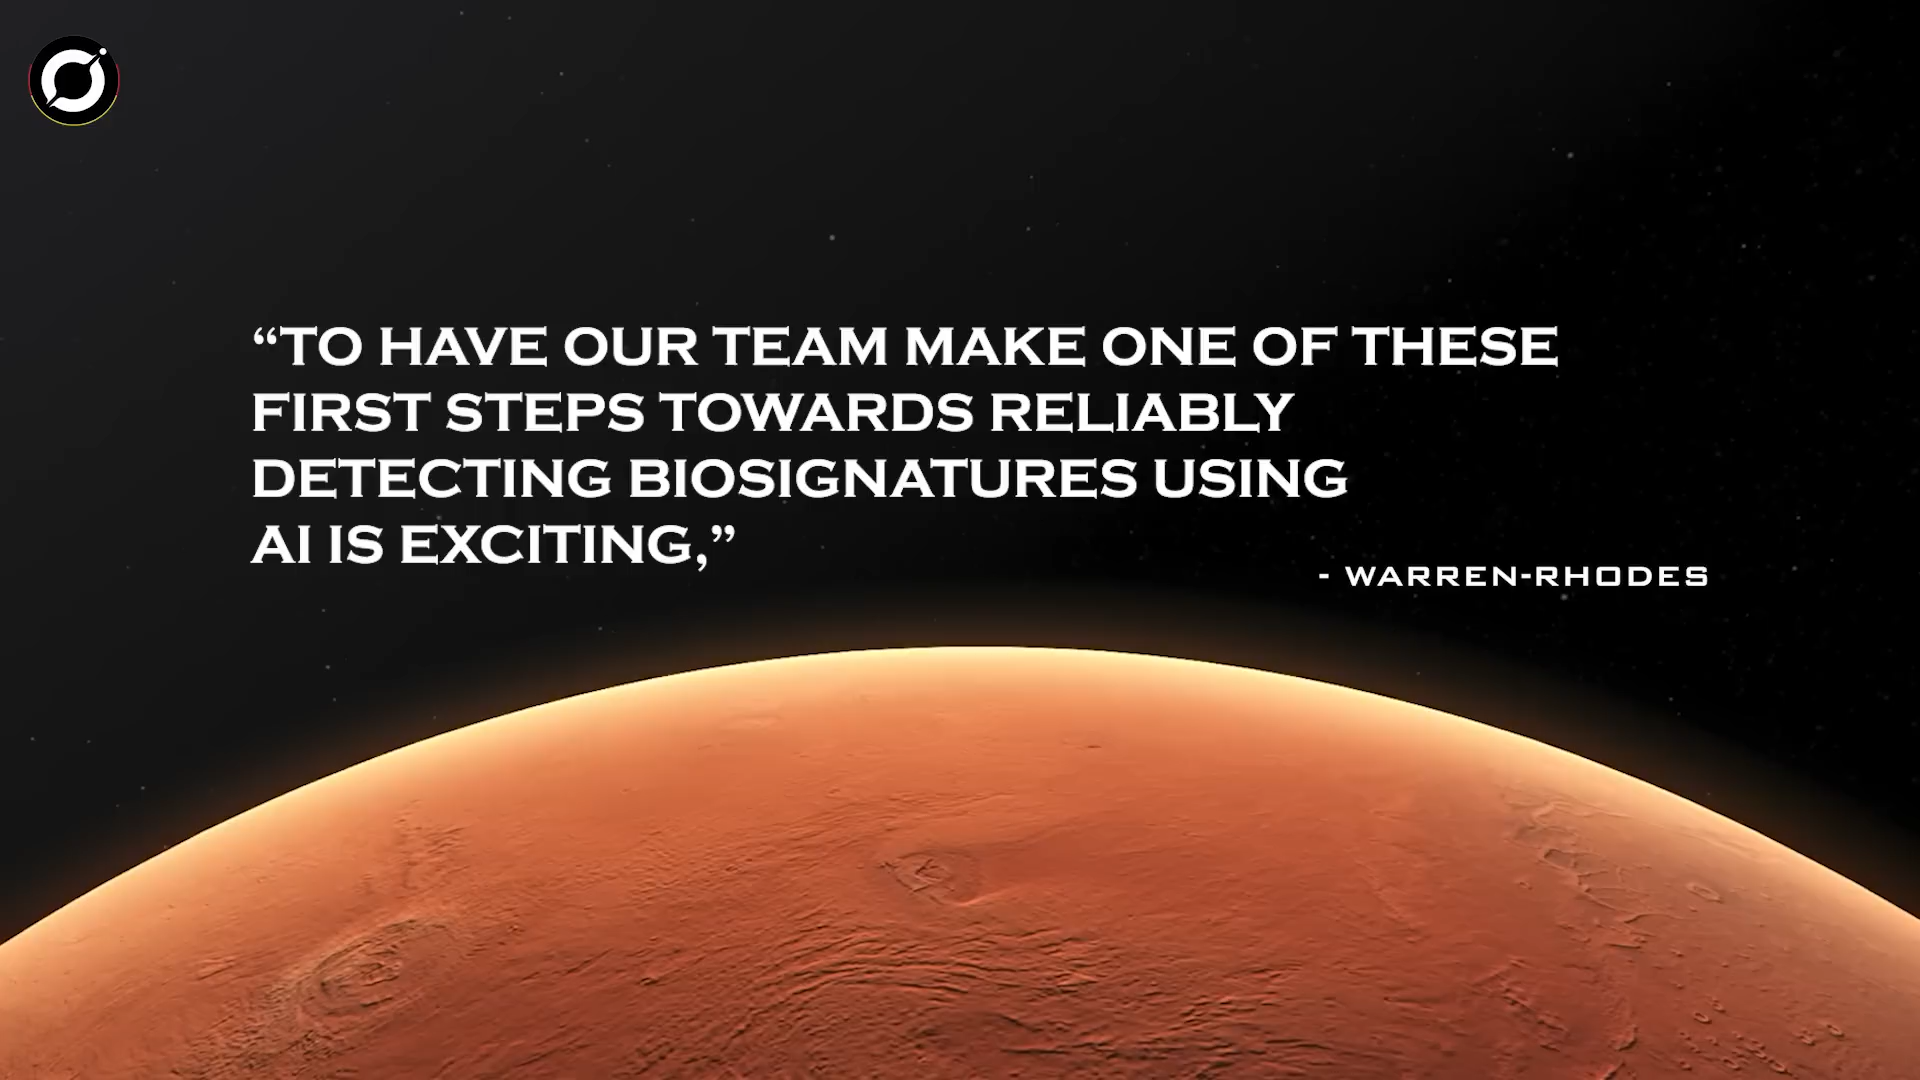 “TO HAVE OUR TEAM MAKE ONE OF THESE
FIRST STEPS TOWARDS RELIABLY
DETECTING BIOSIGNATURES USING
AI IS EXCITING,”
- WARREN-RHODES